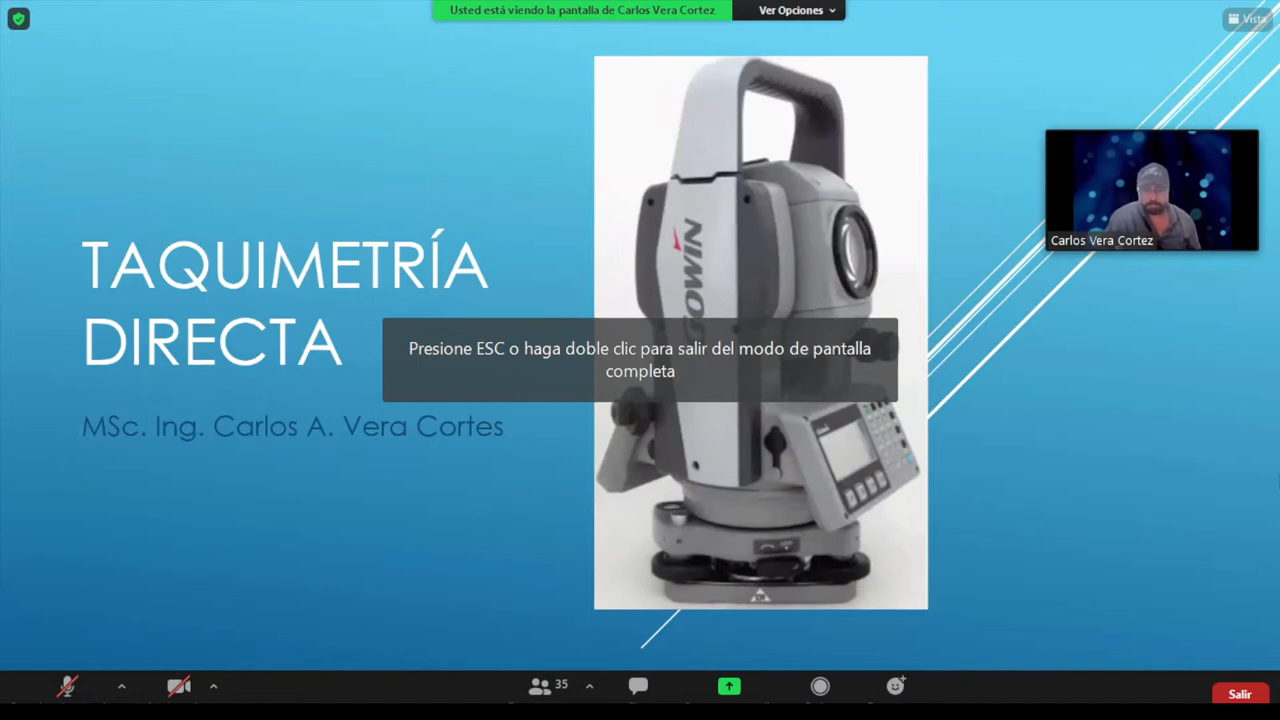 Usted está viendo la pantalla de Carlos Vera Cortez
Ver Opciones
Vista
TAQUIMETRÍA
DIRECTA
MSc. Ing. Carlos A. Vera Cortes
GOWIN
Presione ESC o haga doble clic para salir del modo de pantalla
completa
Carlos Vera Cortez
35
Salir